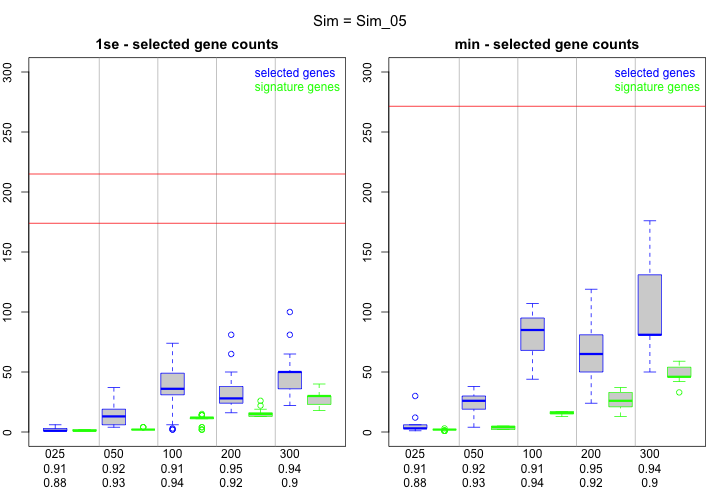 Sim = Sim_05
1se - selected gene counts
selected genes
signature genes
300
250
200
150
100
50
0
025 050 100 200 300
0.91 0.92 0.91 0.95 0.94
0.88 0.93 0.94 0.92 0.9
min - selected gene counts
selected genes
signature genes
300
250
200
150
100
50
0
025 050 100 200 300
0.91 0.92 0.91 0.95 0.94
0.88 0.93 0.94 0.92 0.9